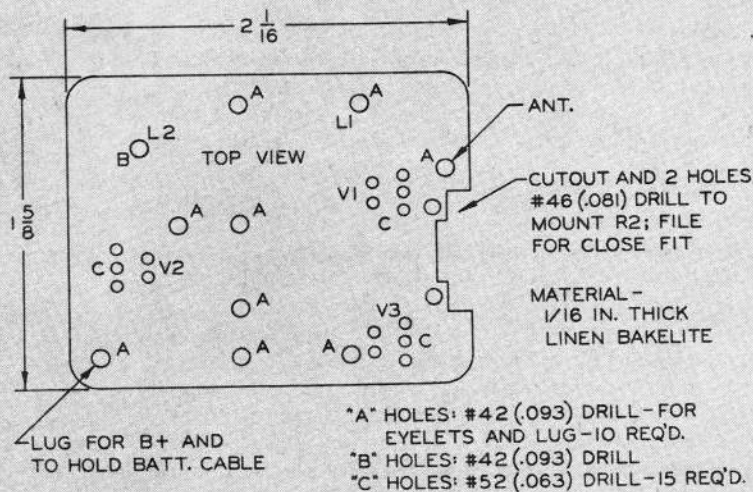 2 1/16
A
A
ANT.
L1
L2
B
TOP VIEW
A
CUTOUT AND 2 HOLES
#46 (.081) DRILL TO
MOUNT R2; FILE
FOR CLOSE FIT
V1
C
1 5/8
A
A
C
V2
MATERIAL-
1/16 IN. THICK
LINEN BAKELITE
A
V3
C
A
A
A
LUG FOR B+ AND
TO HOLD BATT. CABLE
"A" HOLES: #42 (.093) DRILL-FOR
EYELETS AND LUG-10 REQ'D.
"B" HOLES: #42 (.093) DRILL
"C" HOLES: #52 (.063) DRILL-15 REQ'D.